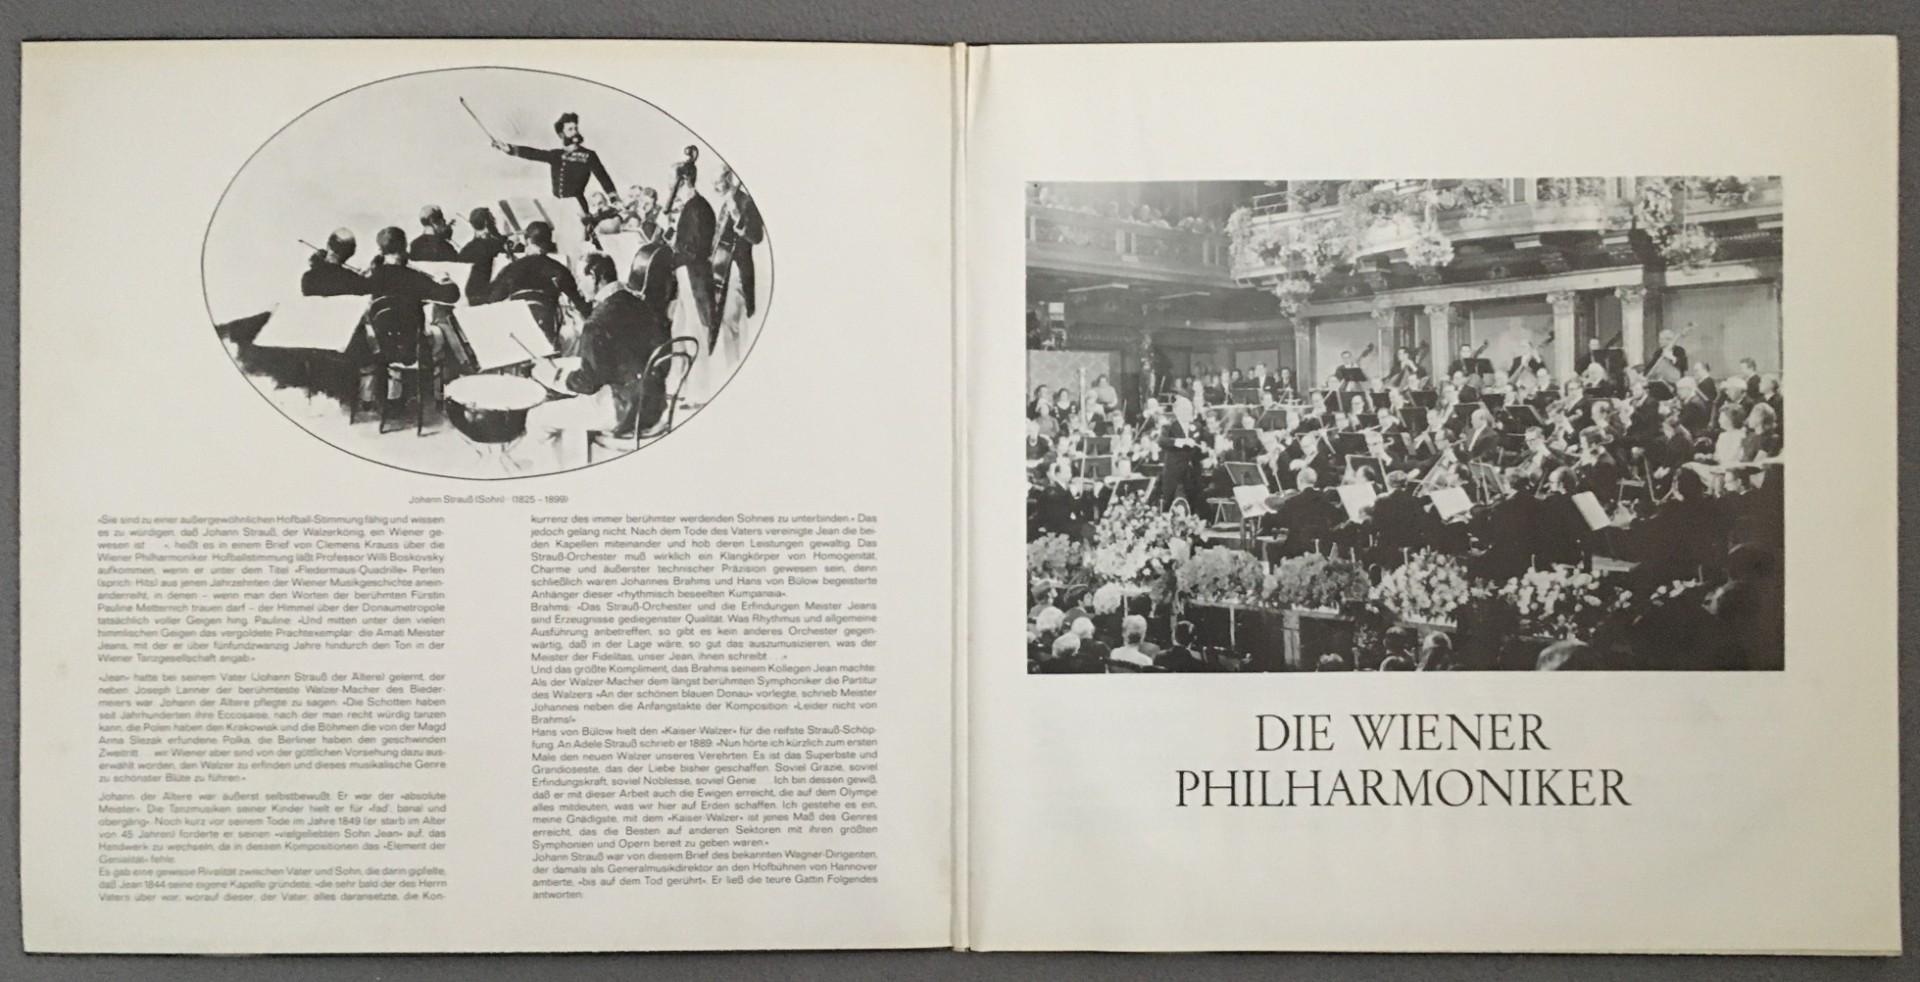 Johann Strauß (Sohn) (1825 – 1899)
»Sie sind zu einer außergewöhnlichen Hofball-Stimmung fähig und wissen
es zu würdigen, daß Johann Strauß, der Walzerkönig, ein Wiener ge-
wesen ist «, heißt es in einem Brief von Clemens Krauss über die
Wiener Philharmoniker. Hofballstimmung läßt Professor Willi Boskovsky
aufkommen, wenn er unter dem Titel »Fledermaus-Quadrille« Perlen
(sprich: Hits) aus jenen Jahrzehnten der Wiener Musikgeschichte anein-
anderreiht, in denen – wenn man den Worten der berühmten Fürstin
Pauline Metternich trauen darf – der Himmel über der Donaumetropole
tatsächlich voller Geigen hing. Pauline: »Und mitten unter den vielen
himmlischen Geigen das vergoldete Prachtexemplar: die Amati Meister
Jeans, mit der er über fünfundzwanzig Jahre hindurch den Ton in der
Wiener Tanzgesellschaft angab.«
»Jean« hatte bei seinem Vater (Johann Strauß der Ältere) gelernt, der
neben Joseph Lanner der berühmteste Walzer-Macher des Bieder-
meiers war. Johann der Ältere pflegte zu sagen: »Die Schotten haben
seit Jahrhunderten ihre Eccosaise, nach der man recht würdig tanzen
kann, die Polen haben den Krakowiak und die Böhmen die von der Magd
Anna Slezak erfundene Polka, die Berliner haben den geschwinden
Zweitritt . . . wir Wiener aber sind von der göttlichen Vorsehung dazu aus-
erwählt worden, den Walzer zu erfinden und dieses musikalische Genre
zu schönster Blüte zu führen.«
Johann der Ältere war äußerst selbstbewußt. Er war der »absolute
Meister«. Die Tanzmusiken seiner Kinder hielt er für »fad', banal und
obergäng«. Noch kurz vor seinem Tode im Jahre 1849 (er starb im Alter
von 45 Jahren) forderte er seinen »vielgeliebten Sohn Jean« auf, das
Handwerk zu wechseln, da in dessen Kompositionen das »Element der
Genialität« fehle.
Es gab eine gewisse Rivalität zwischen Vater und Sohn, die darin gipfelte,
daß Jean 1844 seine eigene Kapelle gründete, »die sehr bald der des Herrn
Vaters über war, worauf dieser, der Vater, alles daransetzte, die Kon-
kurrenz des immer berühmter werdenden Sohnes zu unterbinden.« Das
jedoch gelang nicht. Nach dem Tode des Vaters vereinigte Jean die bei-
den Kapellen miteinander und hob deren Leistungen gewaltig. Das
Strauß-Orchester muß wirklich ein Klangkörper von Homogenität,
Charme und äußerster technischer Präzision gewesen sein, denn
schließlich waren Johannes Brahms und Hans von Bülow begeisterte
Anhänger dieser »rhythmisch beseelten Kumpanaia«.
Brahms: »Das Strauß-Orchester und die Erfindungen Meister Jeans
sind Erzeugnisse gediegenster Qualität. Was Rhythmus und allgemeine
Ausführung anbetreffen, so gibt es kein anderes Orchester gegen-
wärtig, daß in der Lage wäre, so gut das auszumusizieren, was der
Meister der Fidelitas, unser Jean, ihnen schreibt . . .«
Und das größte Kompliment, das Brahms seinem Kollegen Jean machte:
Als der Walzer-Macher dem längst berühmten Symphoniker die Partitur
des Walzers »An der schönen blauen Donau« vorlegte, schrieb Meister
Johannes neben die Anfangstakte der Komposition: »Leider nicht von
Brahms!«
Hans von Bülow hielt den »Kaiser-Walzer« für die reifste Strauß-Schöp-
fung. An Adele Strauß schrieb er 1889: »Nun hörte ich kürzlich zum ersten
Male den neuen Walzer unseres Verehrten. Es ist das Superbste und
Grandioseste, das der Liebe bisher geschaffen. Soviel Grazie, soviel
Erfindungskraft, soviel Noblesse, soviel Genie Ich bin dessen gewiß,
daß er mit dieser Arbeit auch die Ewigen erreicht, die auf dem Olympe
alles mitdeuten, was wir hier auf Erden schaffen. Ich gestehe es ein,
meine Gnädigste, mit dem »Kaiser-Walzer« ist jenes Maß des Genres
erreicht, das die Besten auf anderen Sektoren mit ihren größten
Symphonien und Opern bereit zu geben waren.«
Johann Strauß war von diesem Brief des bekannten Wagner-Dirigenten,
der damals als Generalmusikdirektor an den Hofbühnen von Hannover
amtierte, »bis auf dem Tod gerührt«. Er ließ die teure Gattin Folgendes
antworten:
DIE WIENER
PHILHARMONIKER